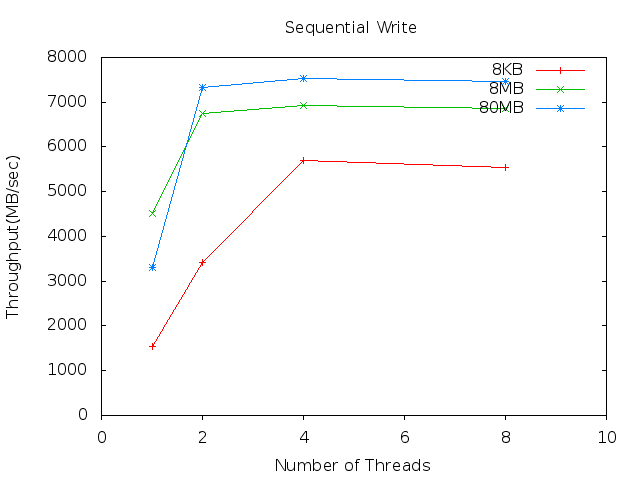 Sequential Write
8000
7000
6000
5000
4000
3000
2000
1000
0
Throughput(MB/sec)
8KB
8MB
80MB
0 2 4 6 8 10
Number of Threads